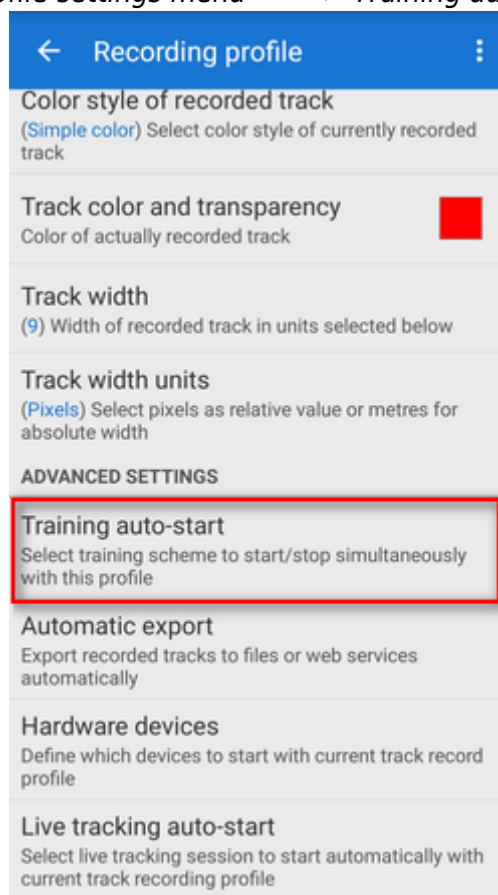 file settings menu Training au
Recording profile
Color style of recorded track
(Simple color) Select color style of currently recorded
track
Track color and transparency
Color of actually recorded track
Track width
(9) Width of recorded track in units selected below
Track width units
(Pixels) Select pixels as relative value or metres for
absolute width
ADVANCED SETTINGS
Training auto-start
Select training scheme to start/stop simultaneously
with this profile
Automatic export
Export recorded tracks to files or web services
automatically
Hardware devices
Define which devices to start with current track record
profile
Live tracking auto-start
Select live tracking session to start automatically with
current track recording profile